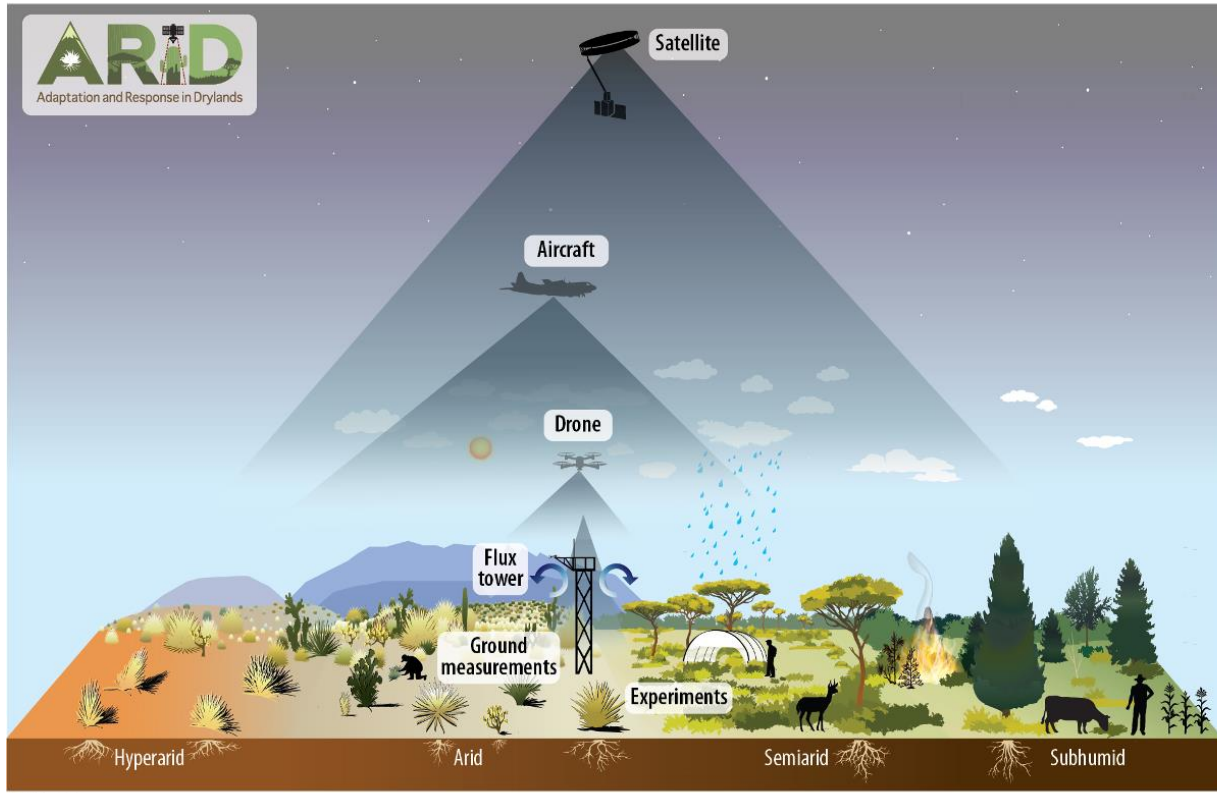 ARID
Adaptation and Response in Drylands
Satellite
Aircraft
Drone
Flux
tower
Ground
measurements
Experiments
Hyperarid
Arid
Semiarid
Subhumid